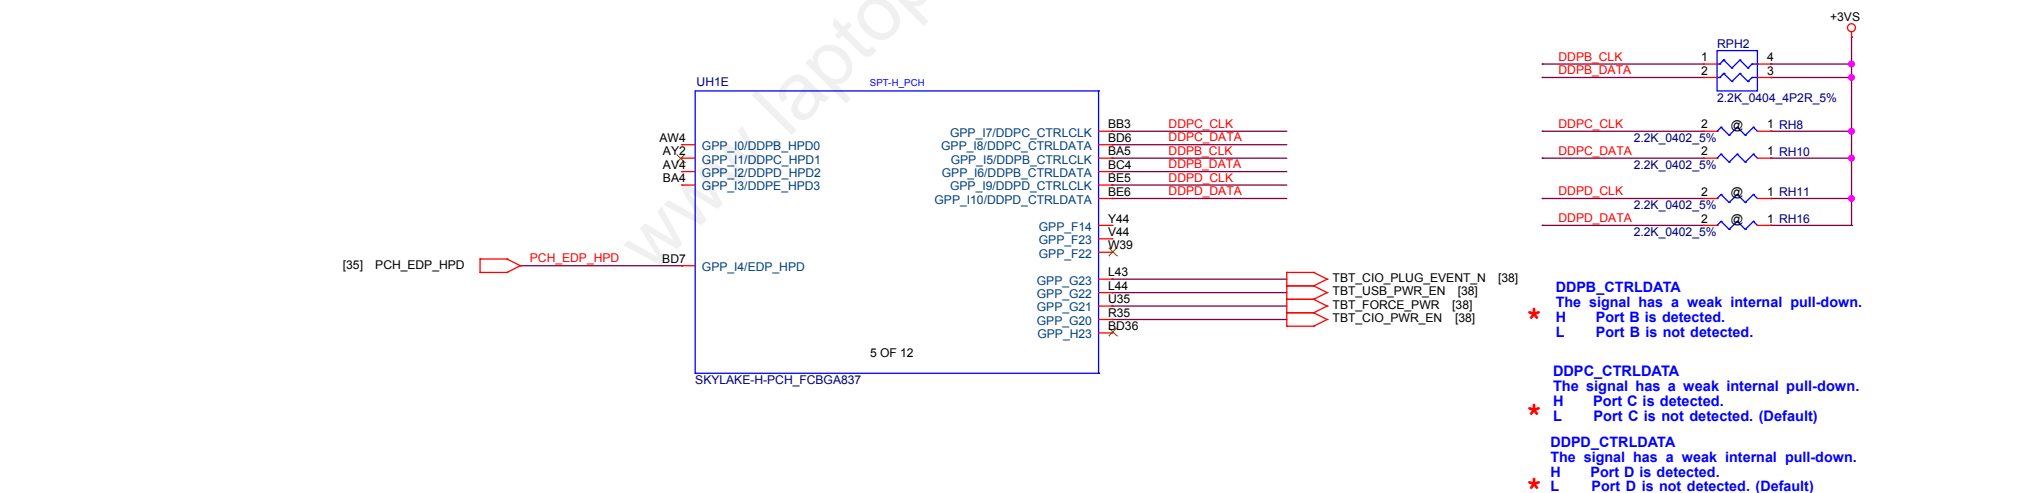 www.laptop
UH1E
SPT-H_PCH
AW4
AY2
AV4
BA4
GPP_I0/DDPB_HPD0
GPP_I1/DDPC_HPD1
GPP_I2/DDPD_HPD2
GPP_I3/DDPE_HPD3
[35] PCH_EDP_HPD
PCH_EDP_HPD
BD7
GPP_I4/EDP_HPD
GPP_I7/DDPC_CTRLCLK BB3 DDPC_CLK
GPP_I8/DDPC_CTRLDATA BD6 DDPC_DATA
GPP_I5/DDPB_CTRLCLK BA5 DDPB_CLK
GPP_I6/DDPB_CTRLDATA BC4 DDPB_DATA
GPP_I9/DDPD_CTRLCLK BE5 DDPD_CLK
GPP_I10/DDPD_CTRLDATA BE6 DDPD_DATA
GPP_F14 Y44
GPP_F23 V44
GPP_F22 W39
GPP_G23 L43 TBT_CIO_PLUG_EVENT_N [38]
GPP_G22 L44 TBT_USB_PWR_EN [38]
GPP_G21 U35 TBT_FORCE_PWR [38]
GPP_G20 R35 TBT_CIO_PWR_EN [38]
GPP_H23 BD36
5 OF 12
SKYLAKE-H-PCH_FCBGA837
+3VS
RPH2
DDPB_CLK 1 4
DDPB_DATA 2 3
2.2K_0404_4P2R_5%
DDPC_CLK 2 @ 1 RH8
2.2K_0402_5%
DDPC_DATA 2 1 RH10
2.2K_0402_5%
DDPD_CLK 2 @ 1 RH11
2.2K_0402_5%
DDPD_DATA 2 @ 1 RH16
2.2K_0402_5%
DDPB_CTRLDATA
The signal has a weak internal pull-down.
* H Port B is detected.
L Port B is not detected.
DDPC_CTRLDATA
The signal has a weak internal pull-down.
H Port C is detected.
* L Port C is not detected. (Default)
DDPD_CTRLDATA
The signal has a weak internal pull-down.
H Port D is detected.
* L Port D is not detected. (Default)